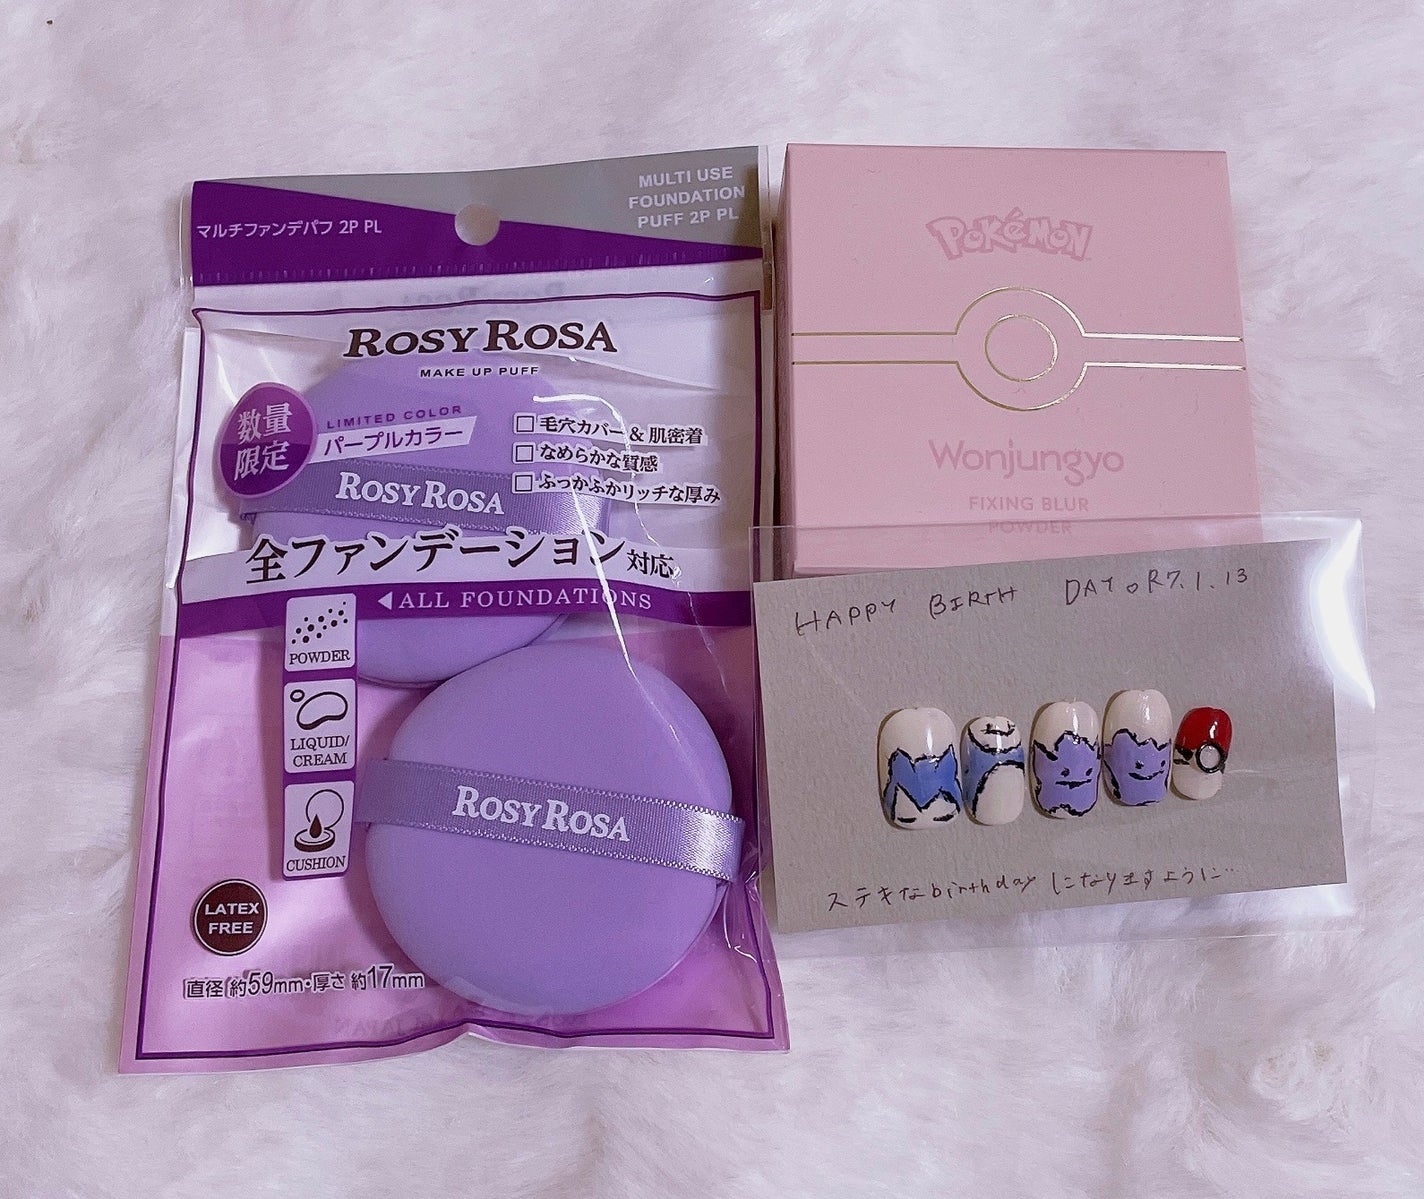 マルチファンデパフ 2P PL
MULTI USE
FOUNDATION
PUFF 2P PL
ROSY ROSA
MAKE UP PUFF
数量
限定
LIMITED COLOR
パープルカラー
□毛穴カバー & 肌密着
□なめらかな質感
□ふっかふかリッチな厚み
ROSY ROSA
全ファンデーション対応
◀ALL FOUNDATIONS
POWDER
LIQUID/
CREAM
CUSHION
ROSY ROSA
LATEX
FREE
直径 約59mm・厚さ 約17mm
POKéMON
Wonjungyo
FIXING BLUR
POWDER
HAPPY BIRTH DAY。R7.1.13
ステキなbirthday になりますように…